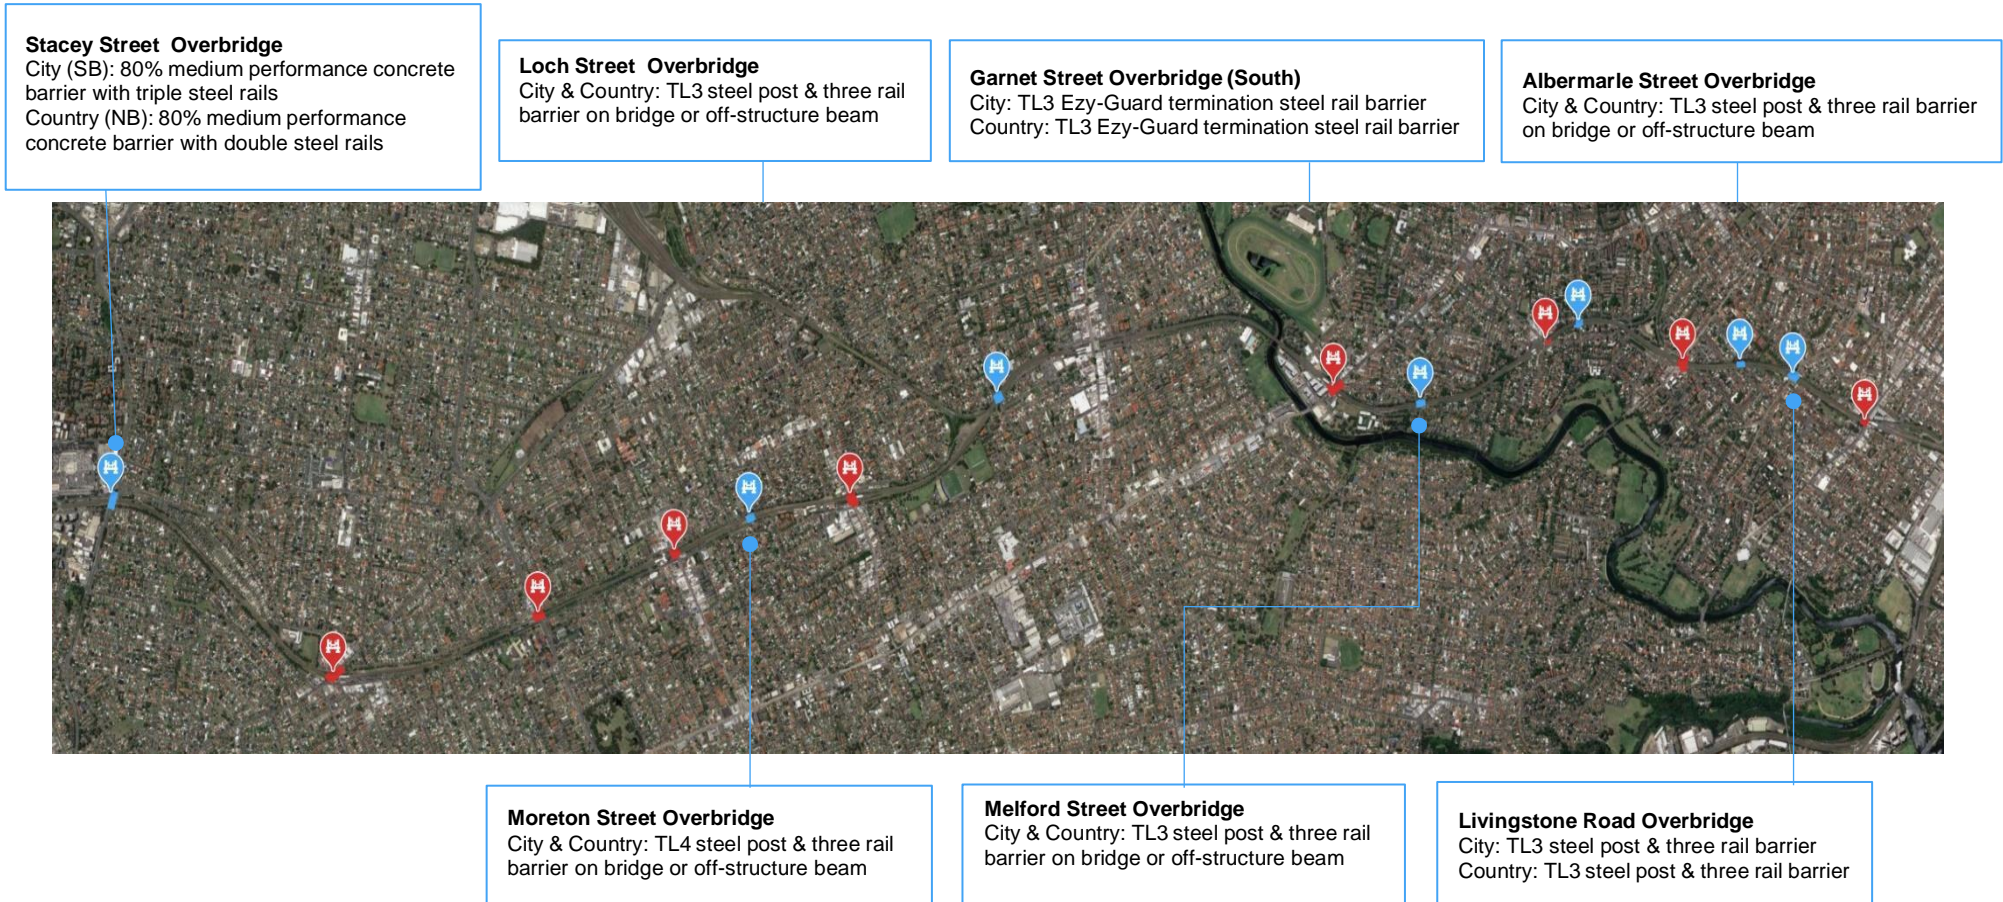 Stacey Street  Overbridge
City (SB): 80% medium performance concrete
barrier with triple steel rails
Country (NB): 80% medium performance
concrete barrier with double steel rails
Loch Street  Overbridge
City & Country: TL3 steel post & three rail
barrier on bridge or off-structure beam
Garnet Street Overbridge (South)
City: TL3 Ezy-Guard termination steel rail barrier
Country: TL3 Ezy-Guard termination steel rail barrier
Albermarle Street Overbridge
City & Country: TL3 steel post & three rail barrier
on bridge or off-structure beam
Moreton Street Overbridge
City & Country: TL4 steel post & three rail
barrier on bridge or off-structure beam
Melford Street Overbridge
City & Country: TL3 steel post & three rail
barrier on bridge or off-structure beam
Livingstone Road Overbridge
City: TL3 steel post & three rail barrier
Country: TL3 steel post & three rail barrier